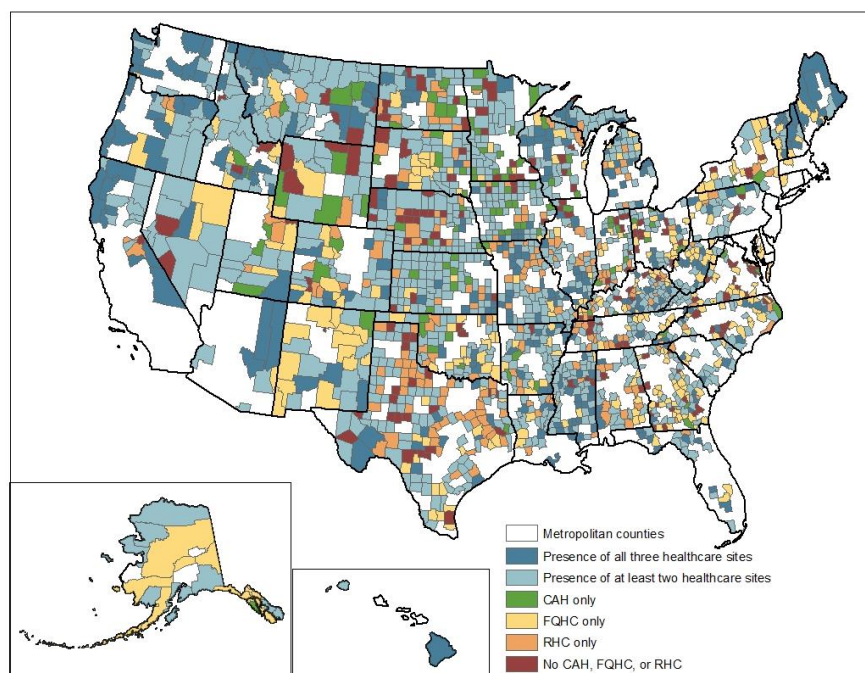 Metropolitan counties
Presence of all three healthcare sites
Presence of at least two healthcare sites
CAH only
FQHC only
RHC only
No CAH, FQHC, or RHC